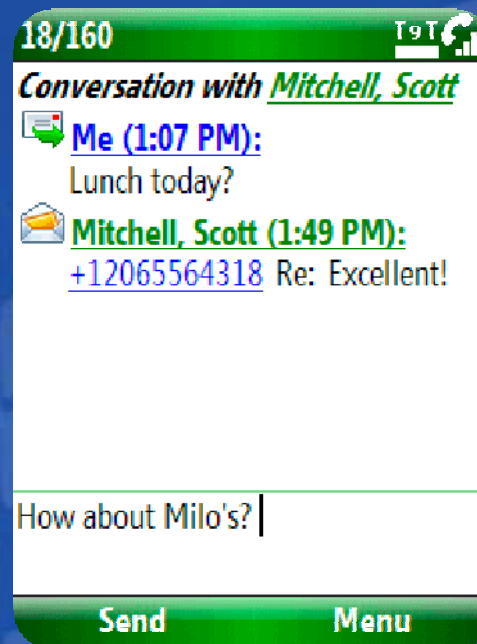 18/160 T9T
Conversation with Mitchell, Scott
Me (1:07 PM):
Lunch today?
Mitchell, Scott (1:49 PM):
+12065564318 Re: Excellent!
How about Milo's?
Send Menu